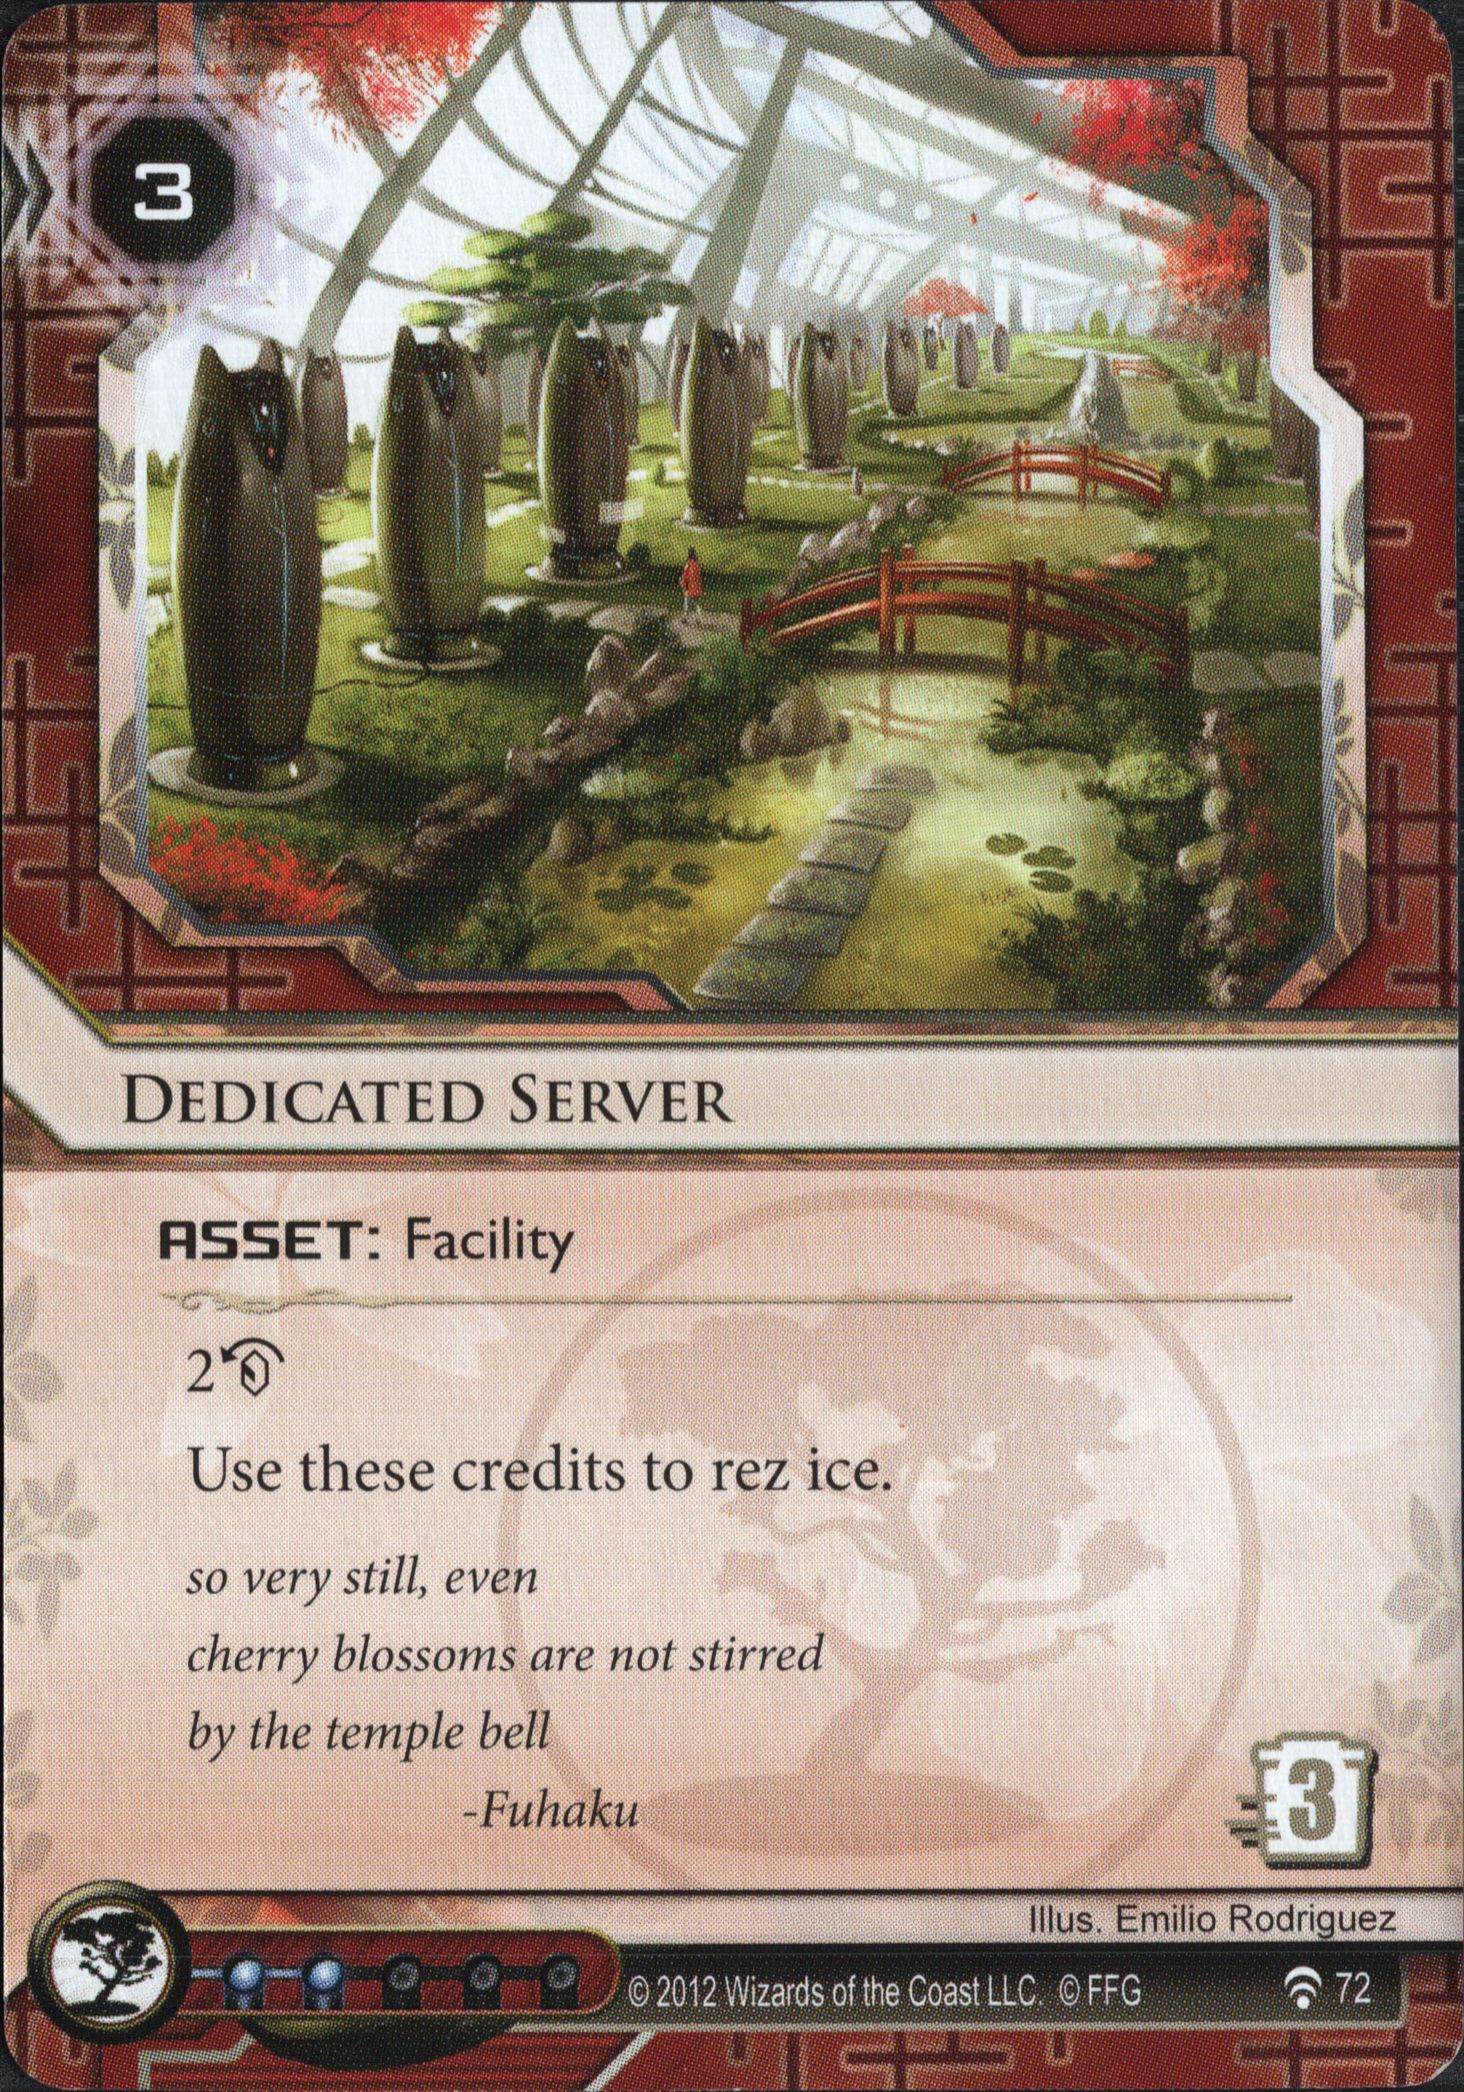 3
DEDICATED SERVER
ASSET: Facility
2
Use these credits to rez ice.
so very still, even
cherry blossoms are not stirred
by the temple bell
-Fuhaku
3
Illus. Emilio Rodriguez
© 2012 Wizards of the Coast LLC. © FFG 72